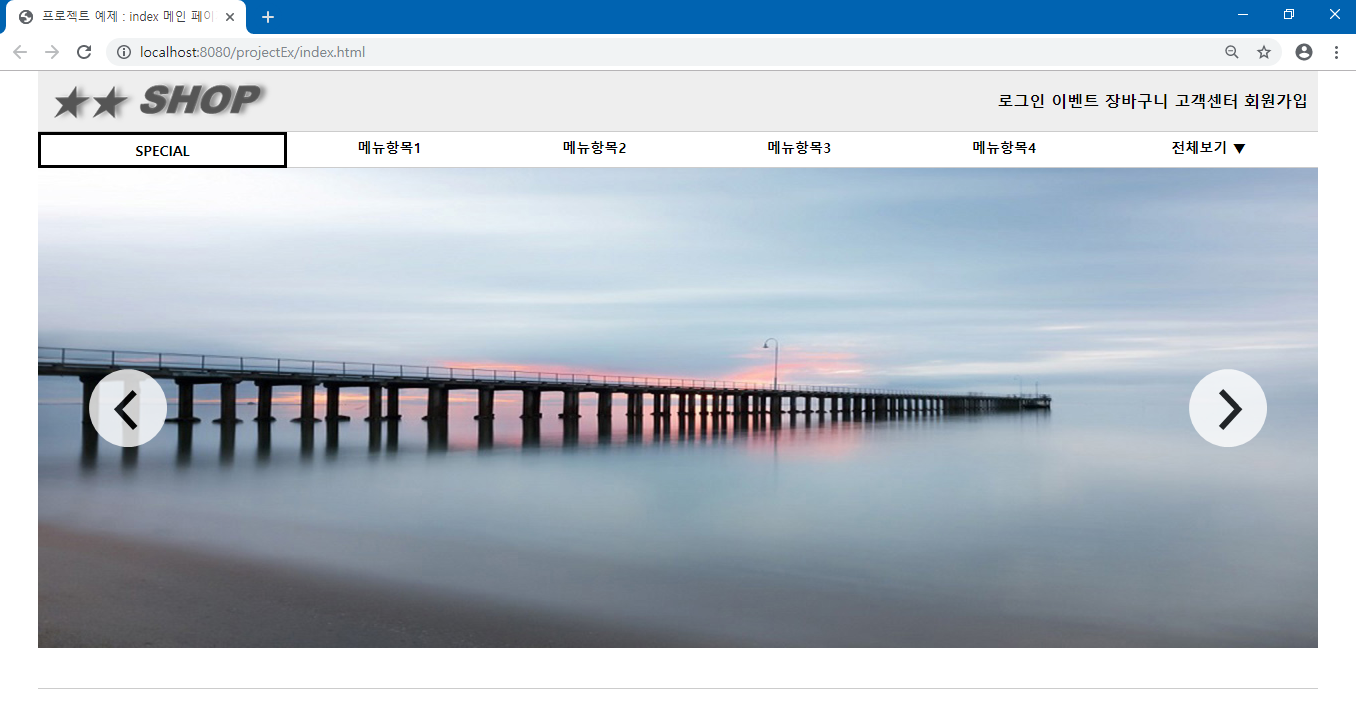 프로젝트 예제 : index 메인 페이
localhost:8080/projectEx/index.html
★★ SHOP
로그인 이벤트 장바구니 고객센터 회원가입
SPECIAL 메뉴항목1 메뉴항목2 메뉴항목3 메뉴항목4 전체보기 ▼